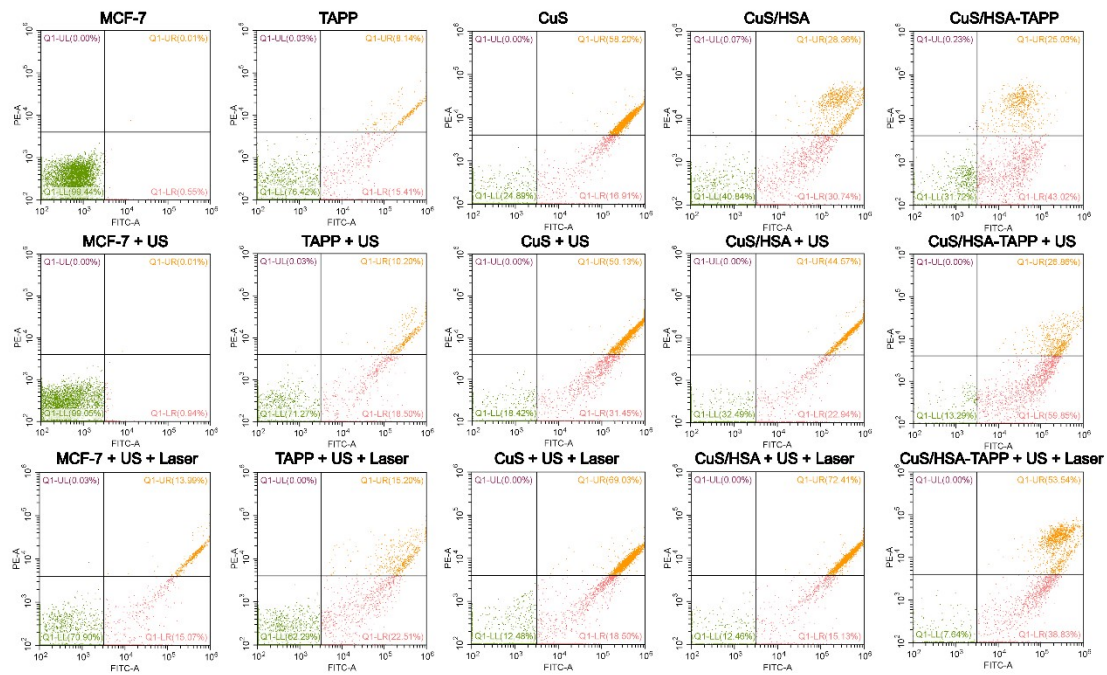 MCF-7
TAPP
CuS
CuS/HSA
CuS/HSA-TAPP
Q1-UL(0.00%) Q1-UR(0.01%)
Q1-LL(99.44%) Q1-LR(0.55%)
Q1-UL(0.03%) Q1-UR(8.14%)
Q1-LL(76.42%) Q1-LR(15.41%)
Q1-UL(0.00%) Q1-UR(58.20%)
Q1-LL(24.89%) Q1-LR(16.91%)
Q1-UL(0.07%) Q1-UR(28.36%)
Q1-LL(40.84%) Q1-LR(30.74%)
Q1-UL(0.23%) Q1-UR(25.03%)
Q1-LL(31.72%) Q1-LR(43.02%)
PE-A
FITC-A
MCF-7 + US
TAPP + US
CuS + US
CuS/HSA + US
CuS/HSA-TAPP + US
Q1-UL(0.00%) Q1-UR(0.01%)
Q1-LL(99.05%) Q1-LR(0.94%)
Q1-UL(0.03%) Q1-UR(10.20%)
Q1-LL(71.27%) Q1-LR(18.50%)
Q1-UL(0.00%) Q1-UR(50.13%)
Q1-LL(18.42%) Q1-LR(31.45%)
Q1-UL(0.00%) Q1-UR(44.57%)
Q1-LL(32.49%) Q1-LR(22.94%)
Q1-UL(0.00%) Q1-UR(26.86%)
Q1-LL(13.29%) Q1-LR(59.85%)
PE-A
FITC-A
MCF-7 + US + Laser
TAPP + US + Laser
CuS + US + Laser
CuS/HSA + US + Laser
CuS/HSA-TAPP + US + Laser
Q1-UL(0.03%) Q1-UR(13.99%)
Q1-LL(70.90%) Q1-LR(15.07%)
Q1-UL(0.00%) Q1-UR(15.20%)
Q1-LL(62.29%) Q1-LR(22.51%)
Q1-UL(0.00%) Q1-UR(69.03%)
Q1-LL(12.48%) Q1-LR(18.50%)
Q1-UL(0.00%) Q1-UR(72.41%)
Q1-LL(12.46%) Q1-LR(15.13%)
Q1-UL(0.00%) Q1-UR(53.54%)
Q1-LL(7.64%) Q1-LR(38.83%)
PE-A
FITC-A